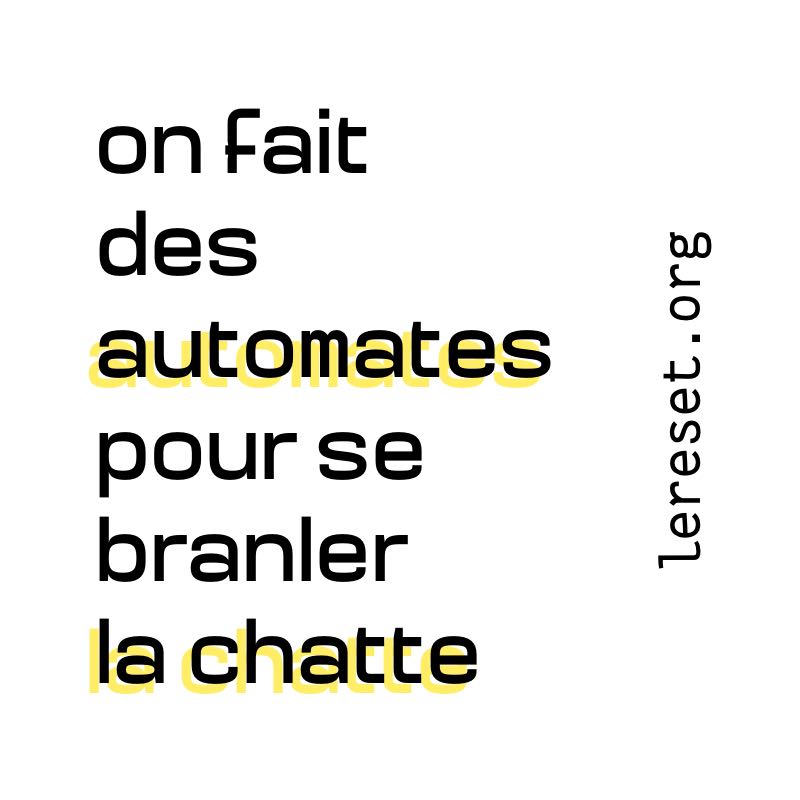 on fait
des
automates
pour se
branler
la chatte
lereset.org